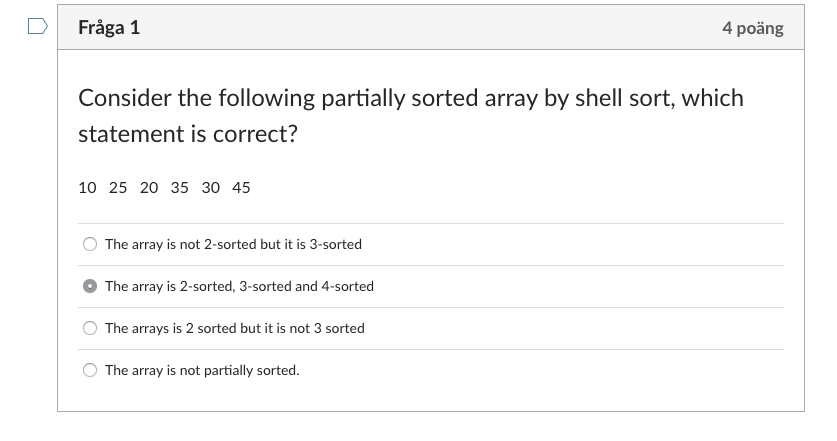 Fråga 1
4 poäng
Consider the following partially sorted array by shell sort, which
statement is correct?
10 25 20 35 30 45
The array is not 2-sorted but it is 3-sorted
The array is 2-sorted, 3-sorted and 4-sorted
The arrays is 2 sorted but it is not 3 sorted
The array is not partially sorted.